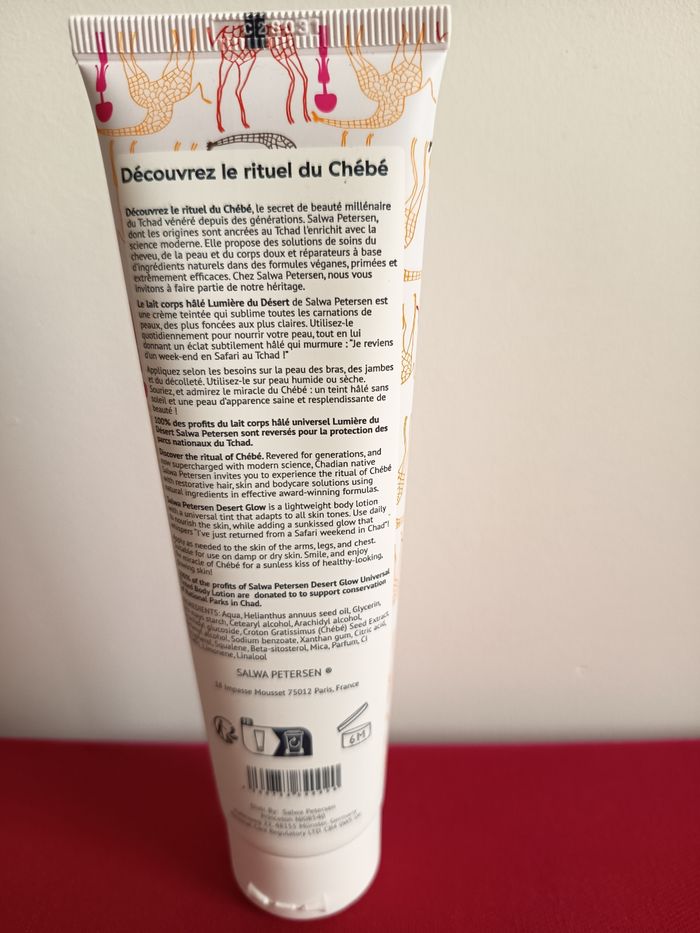 Découvrez le rituel du Chébé
Découvrez le rituel du Chébé, le secret de beauté millénaire
du Tchad vénéré depuis des générations. Salwa Petersen,
dont les origines sont ancrées au Tchad l'enrichit avec la
science moderne. Elle propose des solutions de soins du
cheveu, de la peau et du corps doux et réparateurs à base
d'ingrédients naturels dans des formules véganes, primées et
extrêmement efficaces. Chez Salwa Petersen, nous vous
invitons à faire partie de notre héritage.
Le lait corps hâlé Lumière du Désert de Salwa Petersen est
une crème teintée qui sublime toutes les carnations de
peaux, des plus foncées aux plus claires. Utilisez-le
quotidiennement pour nourrir votre peau, tout en lui
donnant un éclat subtilement hâlé qui murmure : "Je reviens
d'un week-end en Safari au Tchad !"
Appliquez selon les besoins sur la peau des bras, des jambes
et du décolleté. Utilisez-le sur peau humide ou sèche.
Souriez, et admirez le miracle du Chébé : un teint hâlé sans
soleil et une peau d'apparence saine et resplendissante de
beauté !
100% des profits du lait corps hâlé universel Lumière du
Désert Salwa Petersen sont reversés pour la protection des
parcs nationaux du Tchad.
Discover the ritual of Chébé. Revered for generations, and
now supercharged with modern science, Chadian native
Salwa Petersen invites you to experience the ritual of Chébé
with restorative hair, skin and bodycare solutions using
natural ingredients in effective award-winning formulas.
Salwa Petersen Desert Glow is a lightweight body lotion
with a universal tint that adapts to all skin tones. Use daily
to nourish the skin, while adding a sunkissed glow that
whispers "I've just returned from a Safari weekend in Chad"!
Apply as needed to the skin of the arms, legs, and chest.
for use on damp or dry skin. Smile, and enjoy
miracle of Chébé for a sunless kiss of healthy-looking,
skin!
of the profits of Salwa Petersen Desert Glow Universal
Body Lotion are donated to to support conservation
National Parks in Chad.
INGREDIENTS: Aqua, Helianthus annuus seed oil, Glycerin,
starch, Cetearyl alcohol, Arachidyl alcohol,
glucoside, Croton Gratissimus (Chébé) Seed Extract
alcohol, Sodium benzoate, Xanthan gum, Citric acid,
Squalene, Beta-sitosterol, Mica, Parfum, CI
Limonene, Linalool
SALWA PETERSEN ®
16 Impasse Mousset 75012 Paris, France
6M
Salwa Petersen
48155 Münster, Germany